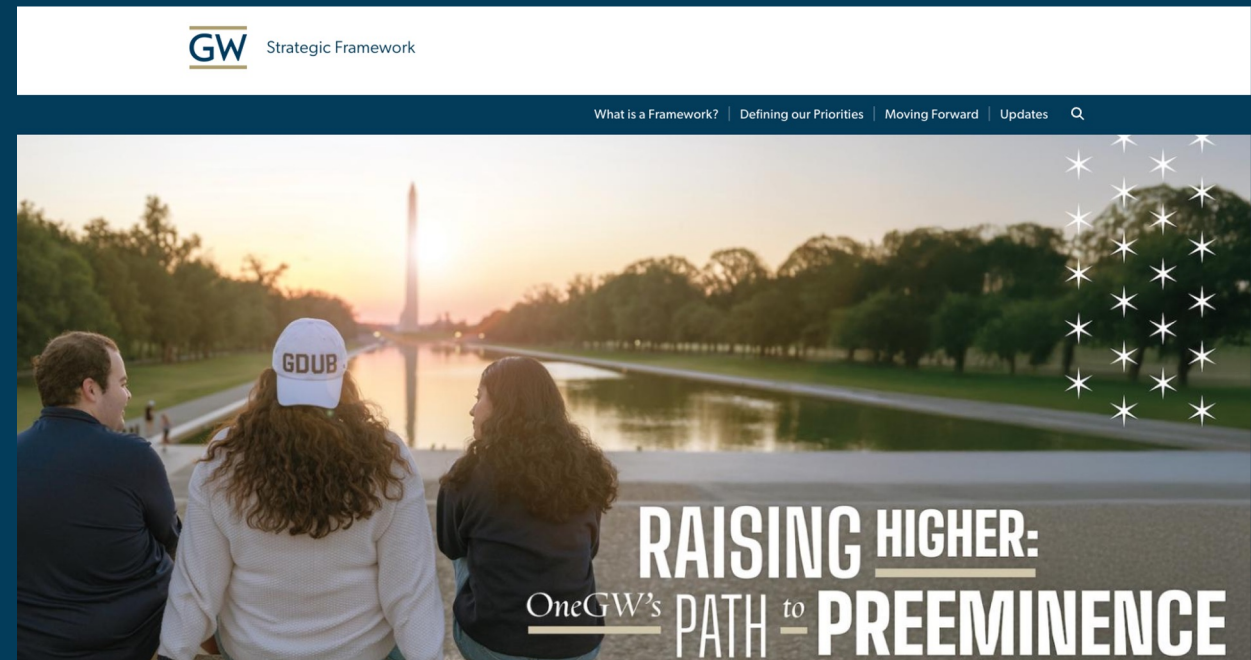 GW Strategic Framework
What is a Framework? Defining our Priorities Moving Forward Updates
GDUB
RAISING HIGHER:
OneGW's PATH to PREEMINENCE